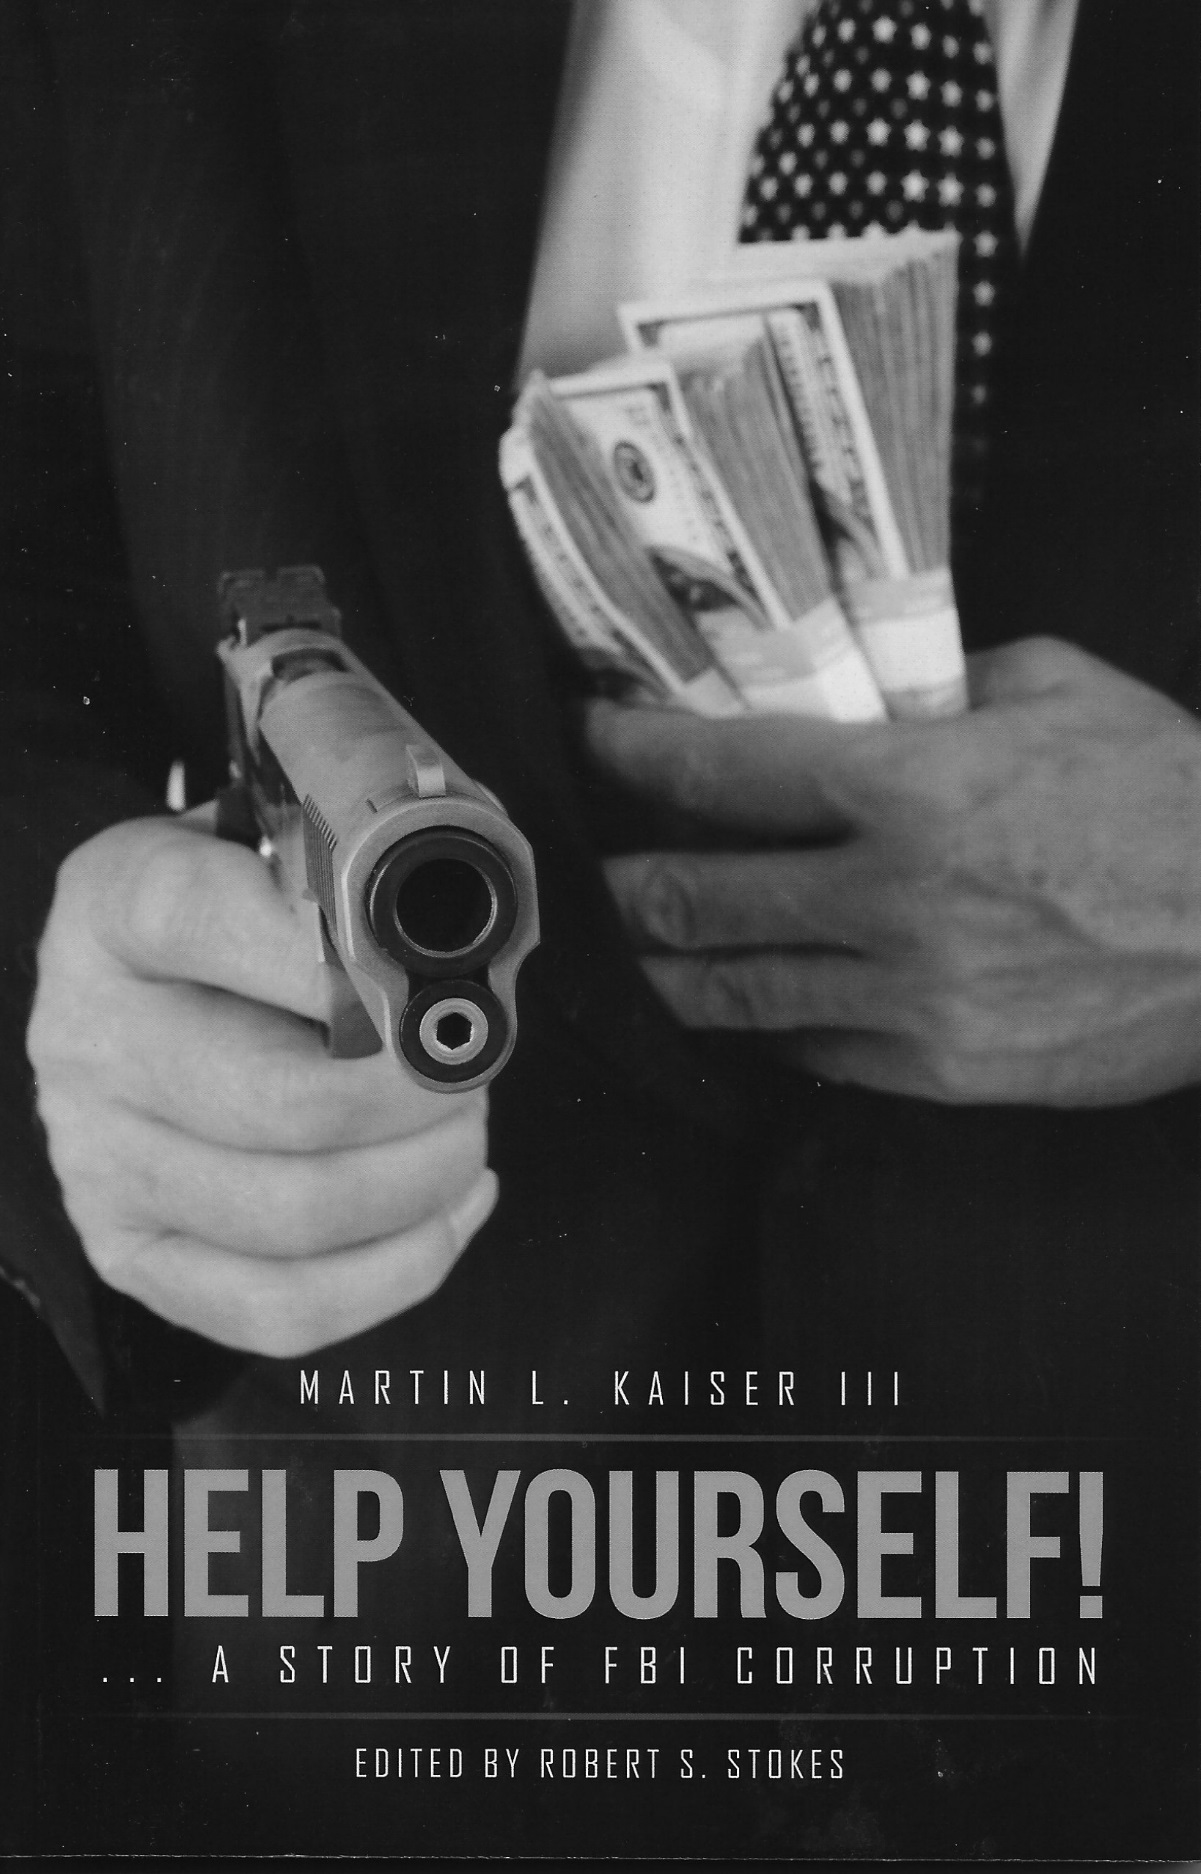 MARTIN L. KAISER III
HELP YOURSELF!
... A STORY OF FBI CORRUPTION
EDITED BY ROBERT S. STOKES